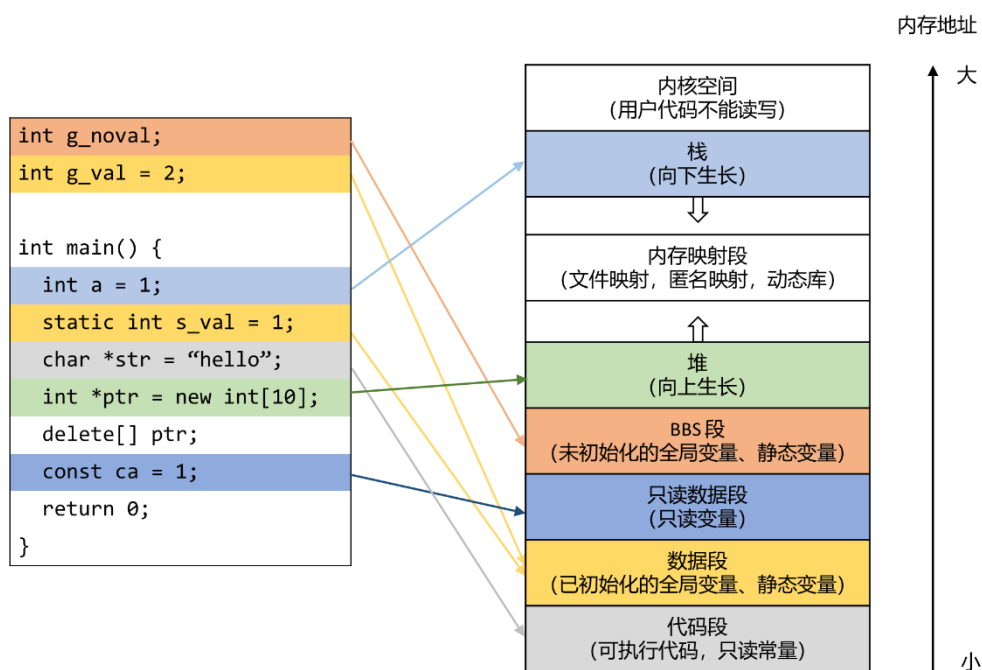 内存地址
大
int g_noval;
int g_val = 2;
int main() {
int a = 1;
static int s_val = 1;
char *str = “hello”;
int *ptr = new int[10];
delete[] ptr;
const ca = 1;
return 0;
}
内核空间
(用户代码不能读写)
栈
(向下生长)
内存映射段
(文件映射，匿名映射，动态库)
堆
(向上生长)
BBS 段
(未初始化的全局变量、静态变量)
只读数据段
(只读变量)
数据段
(已初始化的全局变量、静态变量)
代码段
(可执行代码，只读常量)
小